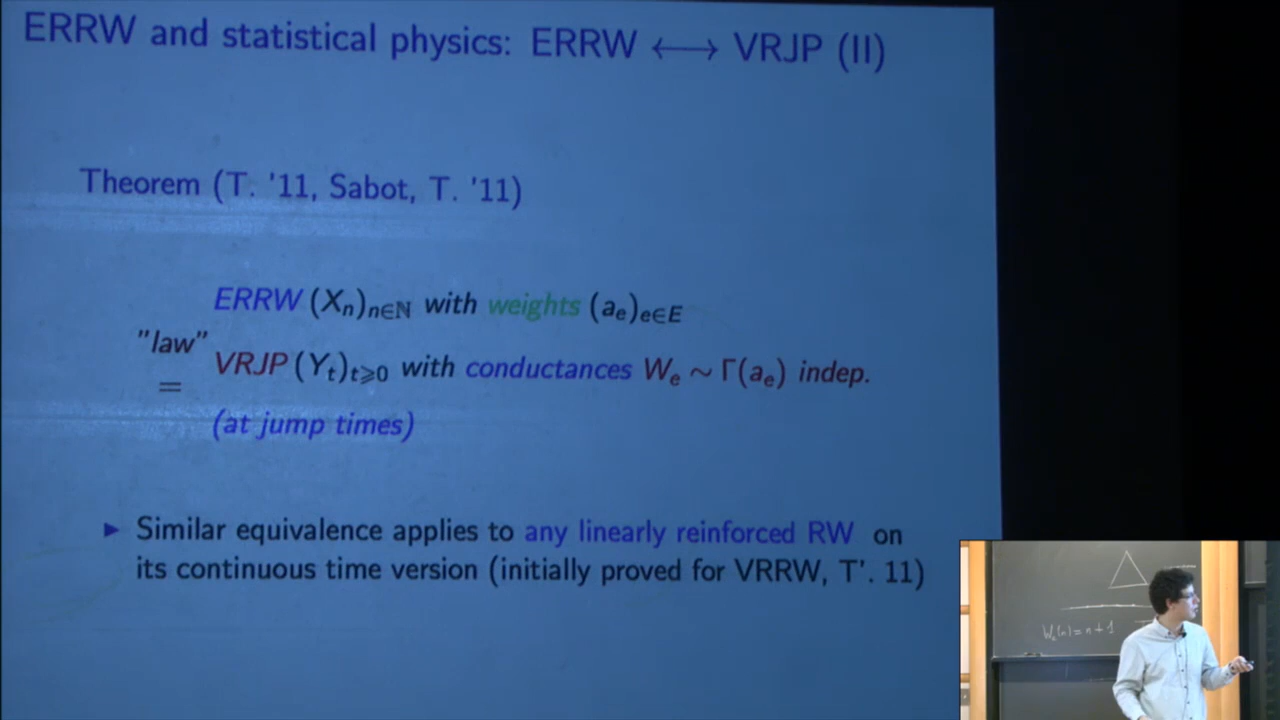 ERRW and statistical physics: ERRW ⟷ VRJP (II)
Theorem (T. '11, Sabot, T. '11)
ERRW (Xₙ)ₙ∈ℕ with weights (aₑ)ₑ∈E
"law"
=
VRJP (Yₜ)ₜ⩾₀ with conductances Wₑ ∼ Γ(aₑ) indep.
(at jump times)
► Similar equivalence applies to any linearly reinforced RW on
its continuous time version (initially proved for VRRW, T'. 11)
Wₑ(n) = n + 1